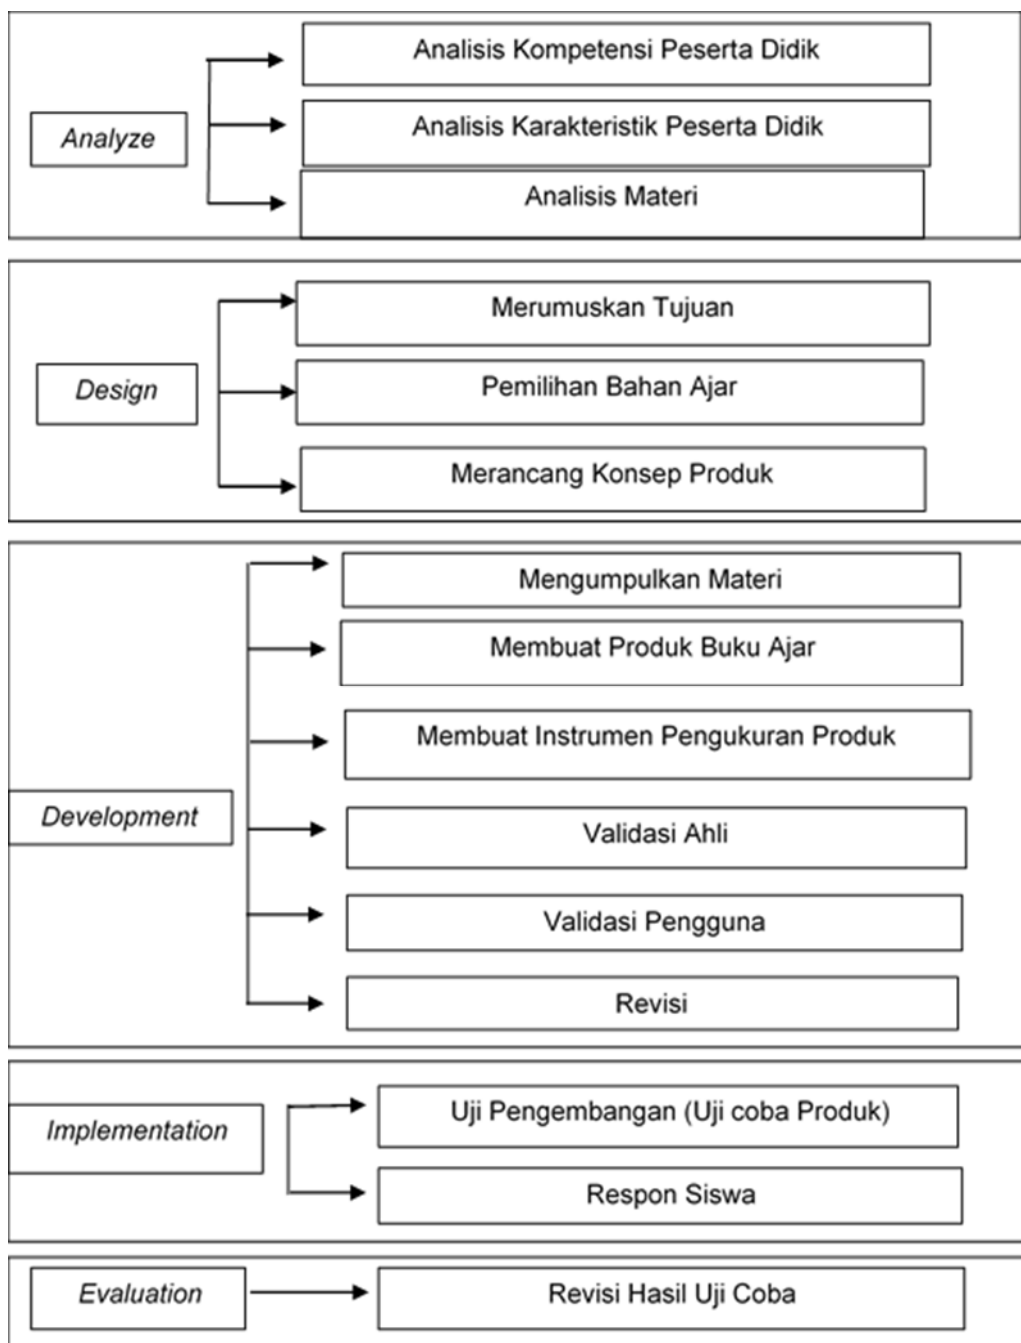 Analyze
Analisis Kompetensi Peserta Didik
Analisis Karakteristik Peserta Didik
Analisis Materi
Design
Merumuskan Tujuan
Pemilihan Bahan Ajar
Merancang Konsep Produk
Development
Mengumpulkan Materi
Membuat Produk Buku Ajar
Membuat Instrumen Pengukuran Produk
Validasi Ahli
Validasi Pengguna
Revisi
Implementation
Uji Pengembangan (Uji coba Produk)
Respon Siswa
Evaluation
Revisi Hasil Uji Coba